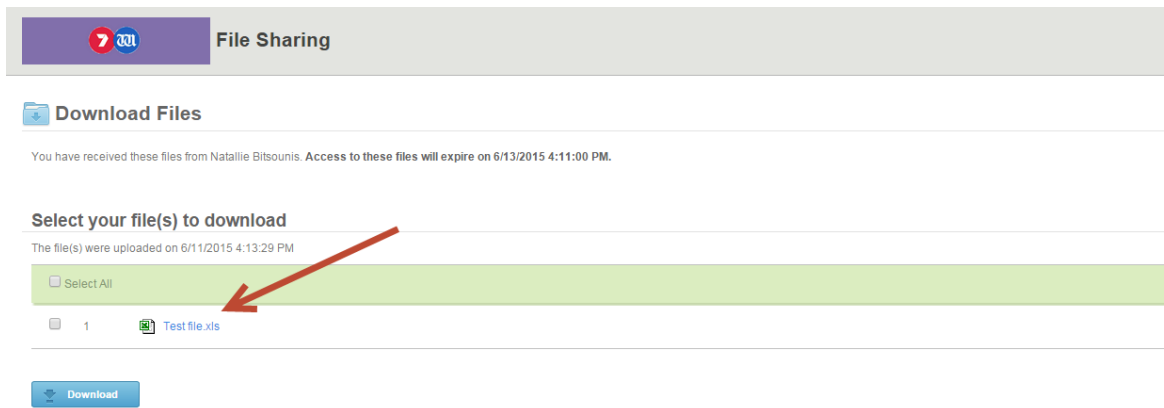 7 File Sharing
Download Files
You have received these files from Natallie Bitsounis. Access to these files will expire on 6/13/2015 4:11:00 PM.
Select your file(s) to download
The file(s) were uploaded on 6/11/2015 4:13:29 PM
Select All
1 Test file.xls
Download